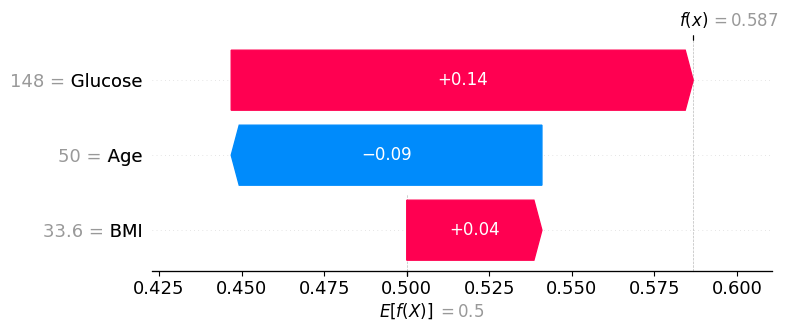 f(x) = 0.587
148 = Glucose
+0.14
50 = Age
−0.09
33.6 = BMI
+0.04
0.425 0.450 0.475 0.500 0.525 0.550 0.575 0.600
E[f(X)] = 0.5